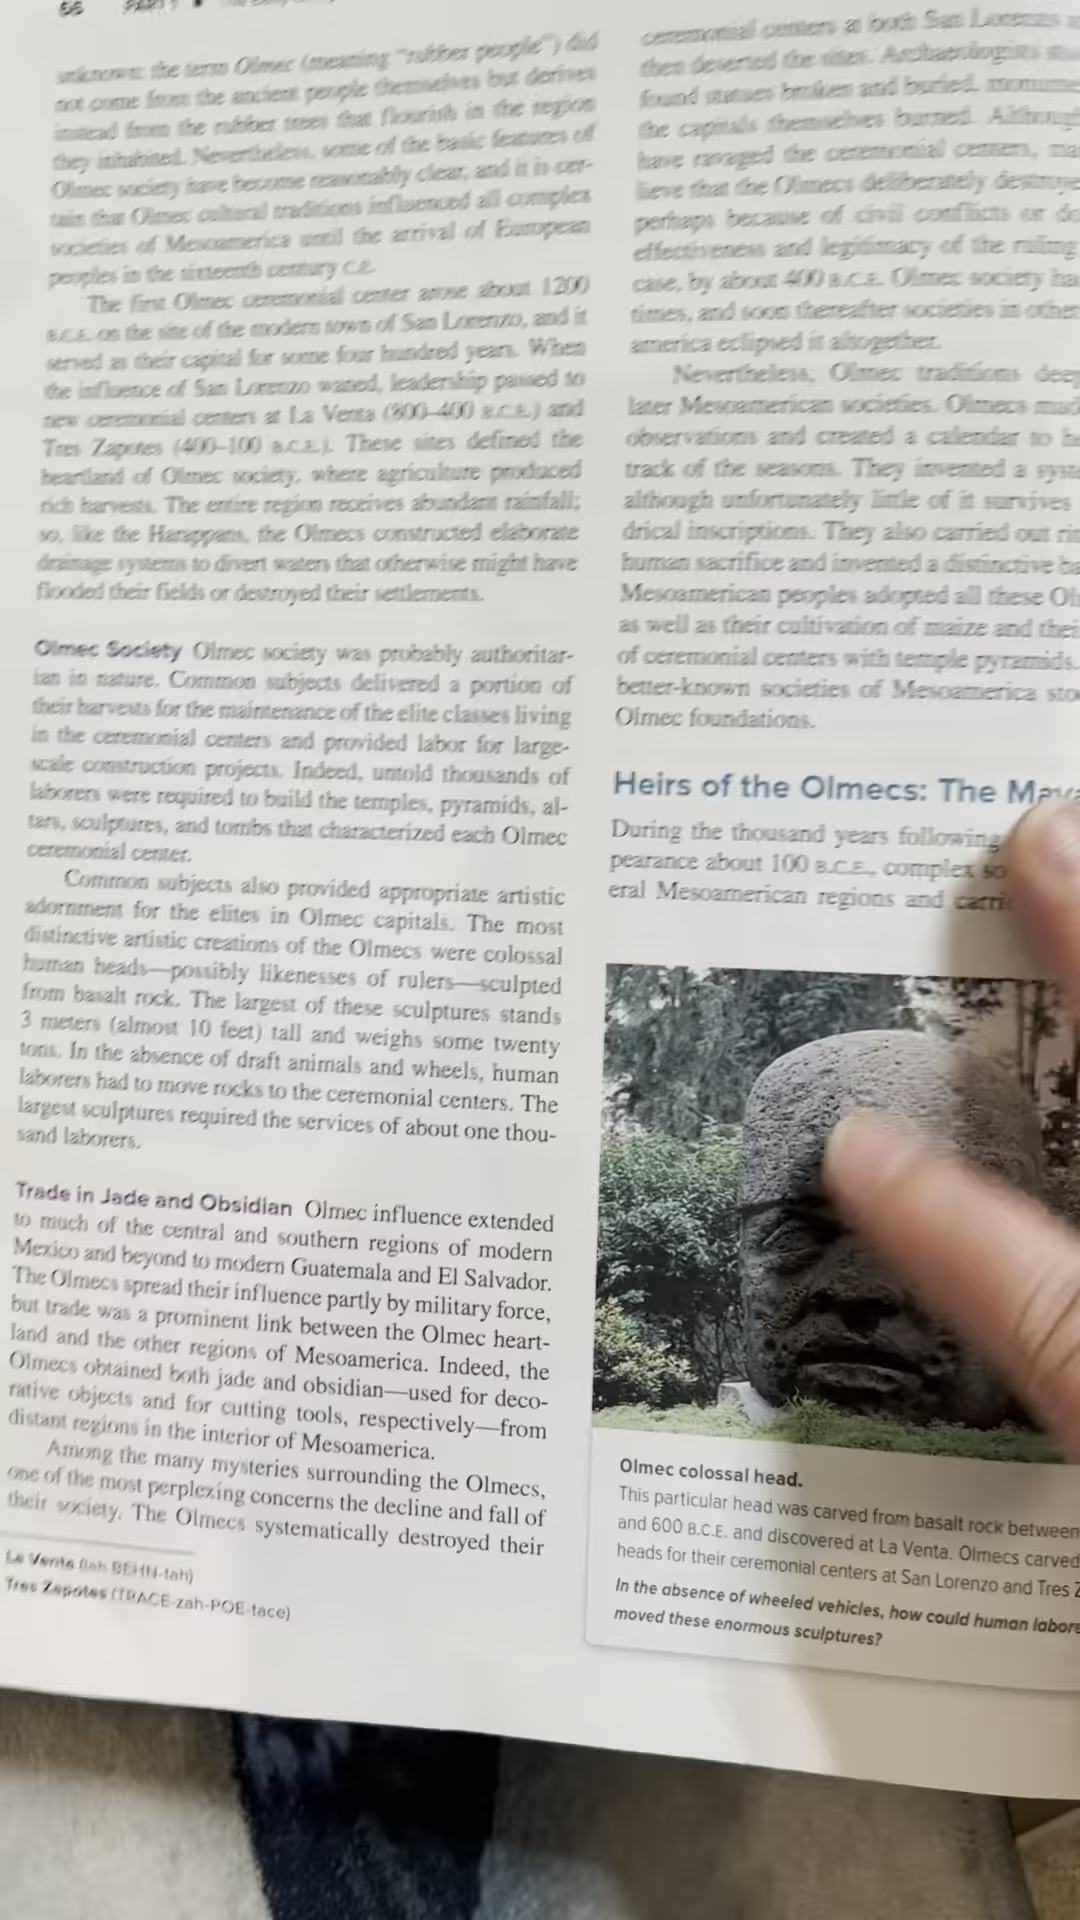 66 PART 1
unknown: the term Olmec (meaning "rubber people") did
not come from the ancient people themselves but derives
instead from the rubber trees that flourish in the region
they inhabited. Nevertheless, some of the basic features of
Olmec society have become reasonably clear, and it is cer-
tain that Olmec cultural traditions influenced all complex
societies of Mesoamerica until the arrival of European
peoples in the sixteenth century C.E.
The first Olmec ceremonial center arose about 1200
B.C.E. on the site of the modern town of San Lorenzo, and it
served as their capital for some four hundred years. When
the influence of San Lorenzo waned, leadership passed to
new ceremonial centers at La Venta (800–400 B.C.E.) and
Tres Zapotes (400–100 B.C.E.). These sites defined the
heartland of Olmec society, where agriculture produced
rich harvests. The entire region receives abundant rainfall;
so, like the Harappans, the Olmecs constructed elaborate
drainage systems to divert waters that otherwise might have
flooded their fields or destroyed their settlements.
Olmec Society Olmec society was probably authoritar-
ian in nature. Common subjects delivered a portion of
their harvests for the maintenance of the elite classes living
in the ceremonial centers and provided labor for large-
scale construction projects. Indeed, untold thousands of
laborers were required to build the temples, pyramids, al-
tars, sculptures, and tombs that characterized each Olmec
ceremonial center.
Common subjects also provided appropriate artistic
adornment for the elites in Olmec capitals. The most
distinctive artistic creations of the Olmecs were colossal
human heads—possibly likenesses of rulers—sculpted
from basalt rock. The largest of these sculptures stands
3 meters (almost 10 feet) tall and weighs some twenty
tons. In the absence of draft animals and wheels, human
laborers had to move rocks to the ceremonial centers. The
largest sculptures required the services of about one thou-
sand laborers.
Trade in Jade and Obsidian Olmec influence extended
to much of the central and southern regions of modern
Mexico and beyond to modern Guatemala and El Salvador.
The Olmecs spread their influence partly by military force,
but trade was a prominent link between the Olmec heart-
land and the other regions of Mesoamerica. Indeed, the
Olmecs obtained both jade and obsidian—used for deco-
rative objects and for cutting tools, respectively—from
distant regions in the interior of Mesoamerica.
Among the many mysteries surrounding the Olmecs,
one of the most perplexing concerns the decline and fall of
their society. The Olmecs systematically destroyed their
La Venta (lah BEHN-tah)
Tres Zapotes (TRACE-zah-POE-tace)
ceremonial centers at both San Lorenzo
then deserted the sites. Archaeologists
found statues broken and buried, monume
the capitals themselves burned. Although
have ravaged the ceremonial centers, ma
lieve that the Olmecs deliberately destroye
perhaps because of civil conflicts or do
effectiveness and legitimacy of the ruling
case, by about 400 B.C.E. Olmec society ha
times, and soon thereafter societies in other
america eclipsed it altogether.
Nevertheless, Olmec traditions deep
later Mesoamerican societies. Olmecs mad
observations and created a calendar to
track of the seasons. They invented a syste
although unfortunately little of it survives
drical inscriptions. They also carried out rit
human sacrifice and invented a distinctive ba
Mesoamerican peoples adopted all these Ol
as well as their cultivation of maize and thei
of ceremonial centers with temple pyramids.
better-known societies of Mesoamerica sto
Olmec foundations.
Heirs of the Olmecs: The Maya
During the thousand years following
pearance about 100 B.C.E., complex so
eral Mesoamerican regions and carri
Olmec colossal head.
This particular head was carved from basalt rock between
and 600 B.C.E. and discovered at La Venta. Olmecs carved
heads for their ceremonial centers at San Lorenzo and Tres Z
In the absence of wheeled vehicles, how could human labore
moved these enormous sculptures?